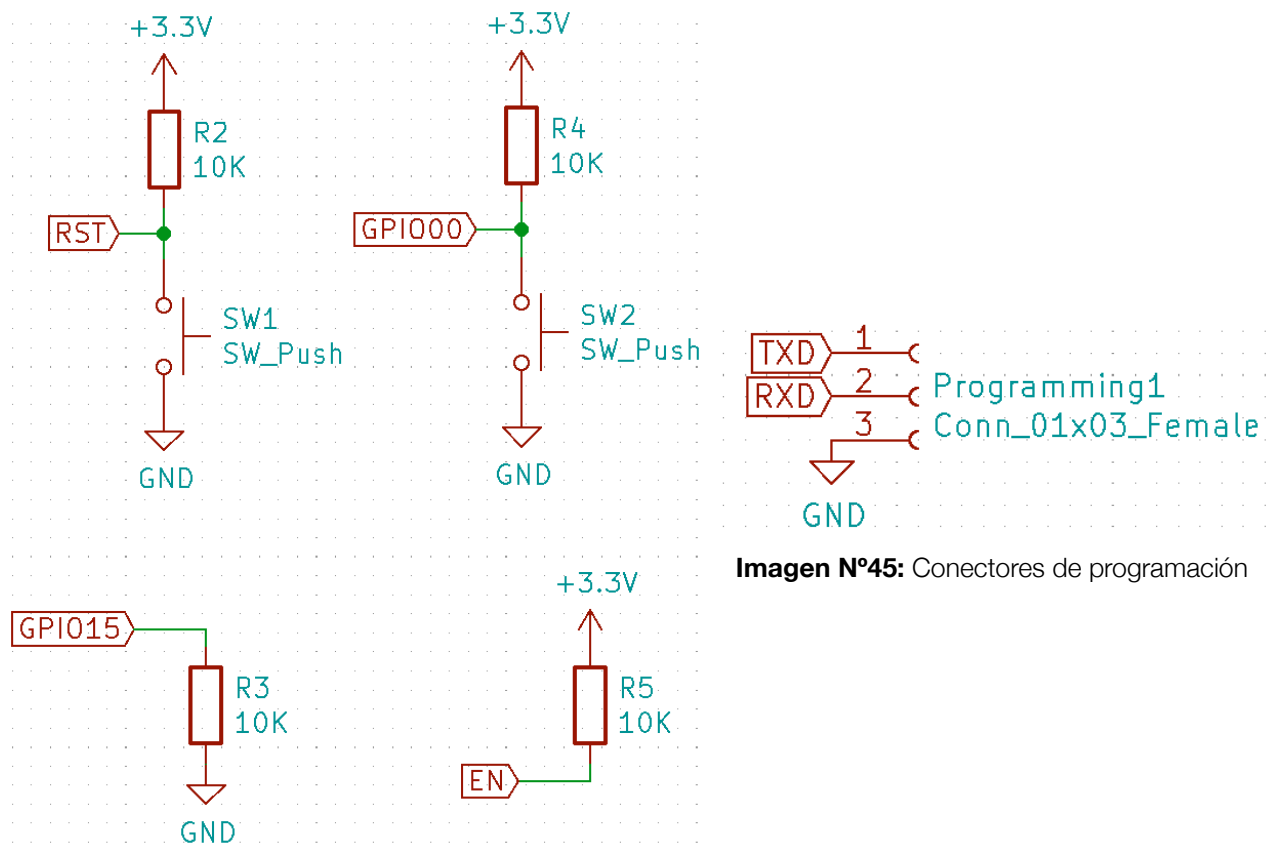 +3.3V
R2
10K
RST
SW1
SW_Push
GND
+3.3V
R4
10K
GPIO00
SW2
SW_Push
GND
TXD
1
RXD
2
3
Programming1
Conn_01x03_Female
GND
Imagen Nº45: Conectores de programación
GPIO15
R3
10K
GND
+3.3V
R5
10K
EN